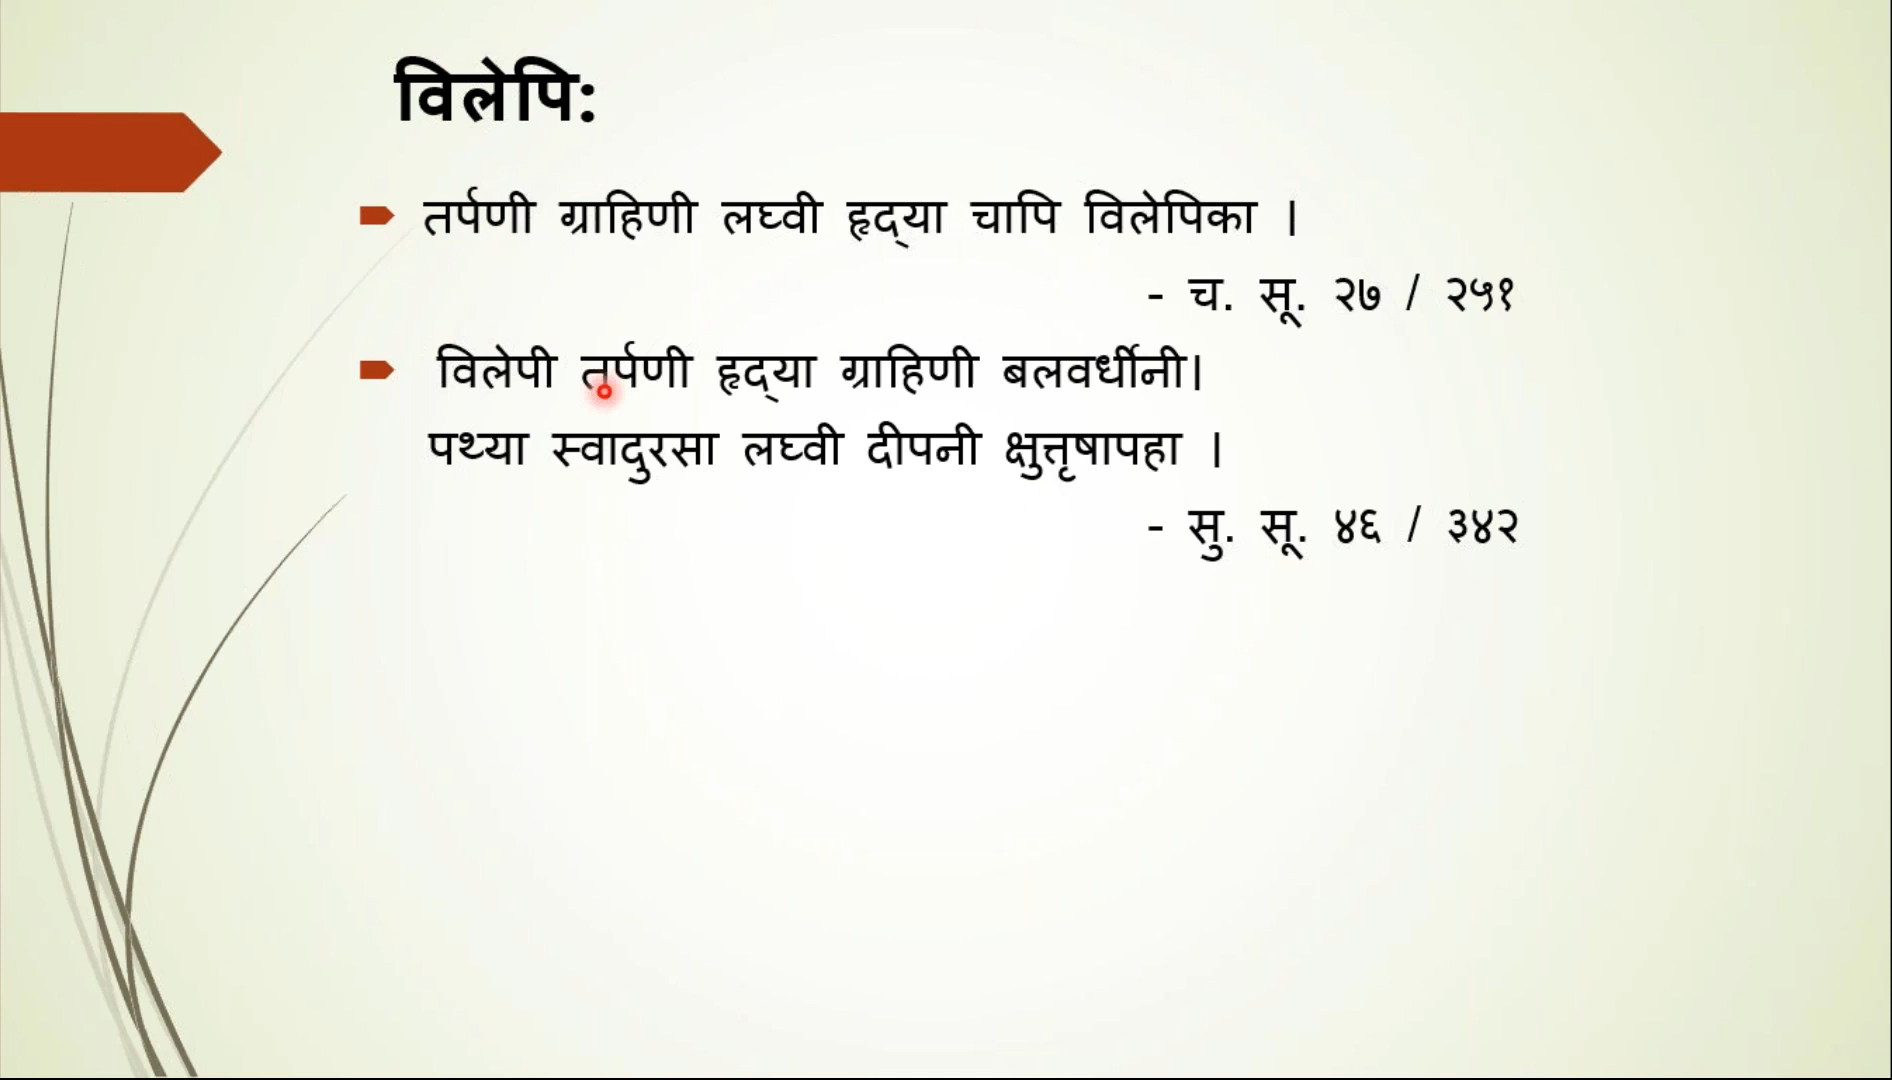 विलेपि:
तर्पणी ग्राहिणी लघ्वी हृद्‌या चापि विलेपिका ।
- च. सू. २७ / २५१
विलेपी तर्पणी हृद्‌या ग्राहिणी बलवर्धीनी।
पथ्या स्वादुरसा लघ्वी दीपनी क्षुत्तृषापहा ।
- सु. सू. ४६ / ३४२